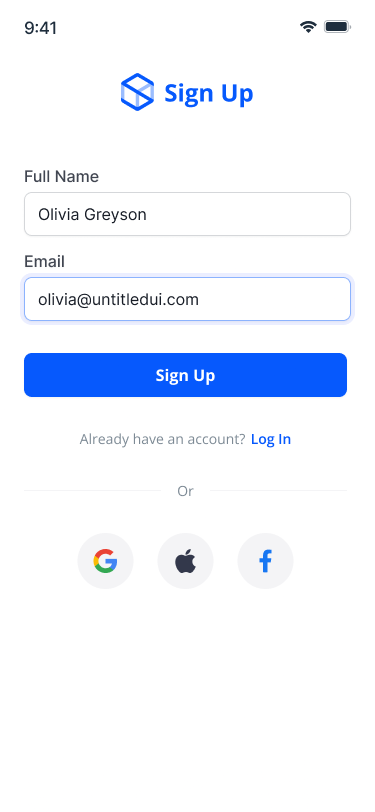 9:41
Sign Up
Full Name
Olivia Greyson
Email
olivia@untitledui.com
Sign Up
Already have an account? Log In
Or